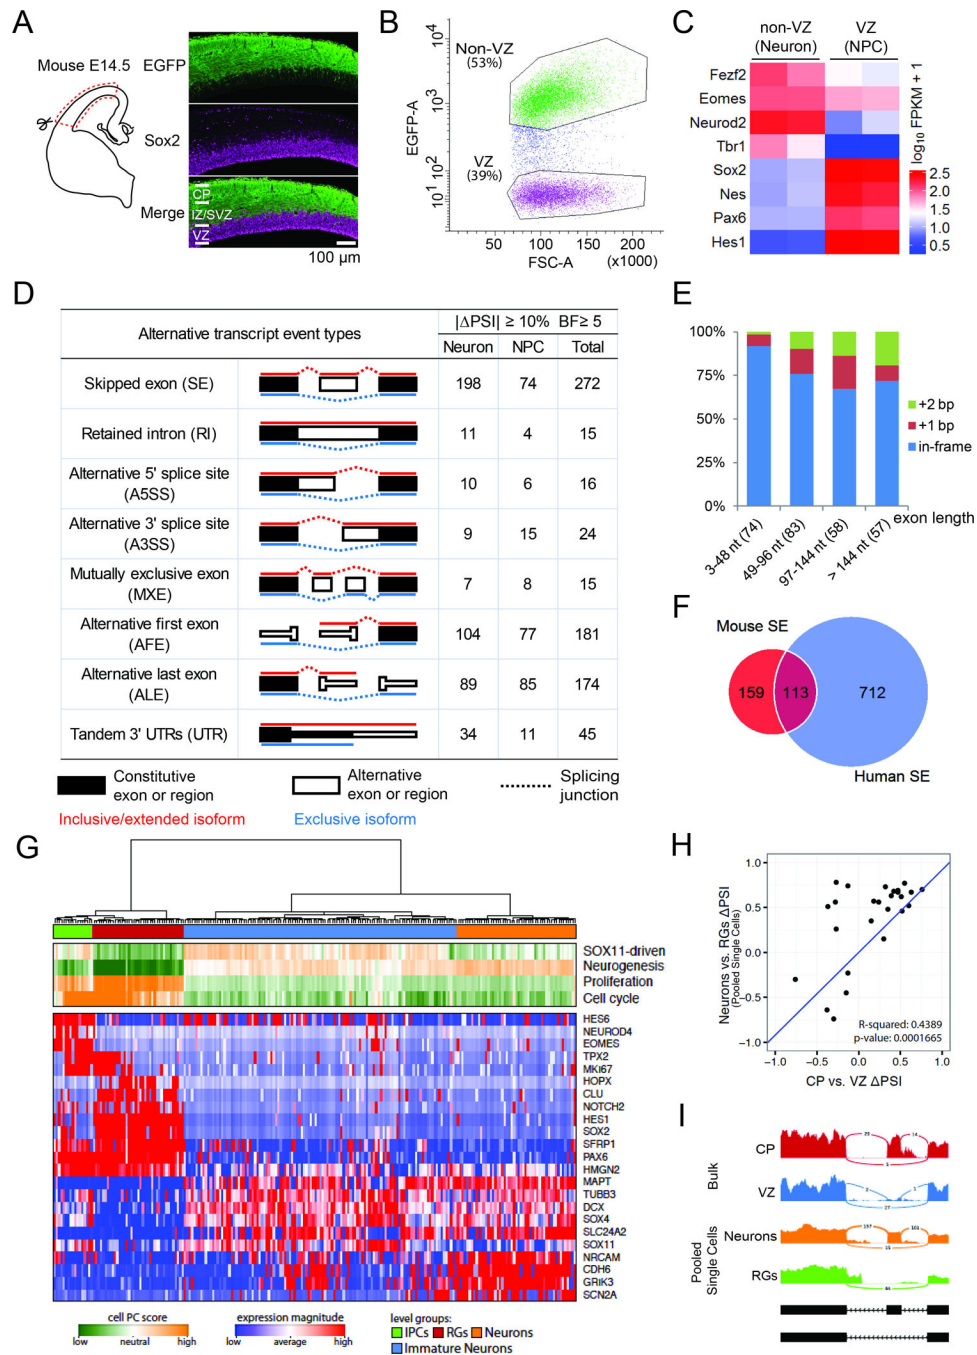 A
Mouse E14.5
EGFP
Sox2
Merge
CP
IZ/SVZ
VZ
100 µm
B
Non-VZ
(53%)
VZ
(39%)
EGFP-A
10⁴
10³
10²
10¹
50 100 150 200
FSC-A (x1000)
C
non-VZ VZ
(Neuron) (NPC)
Fezf2
Eomes
Neurod2
Tbr1
Sox2
Nes
Pax6
Hes1
log₁₀ FPKM + 1
2.5
2.0
1.5
1.0
0.5
D
Alternative transcript event types
|ΔPSI| ≥ 10% BF≥ 5
Neuron NPC Total
Skipped exon (SE) 198 74 272
Retained intron (RI) 11 4 15
Alternative 5' splice site
(A5SS) 10 6 16
Alternative 3' splice site
(A3SS) 9 15 24
Mutually exclusive exon
(MXE) 7 8 15
Alternative first exon
(AFE) 104 77 181
Alternative last exon
(ALE) 89 85 174
Tandem 3' UTRs (UTR) 34 11 45
Constitutive
exon or region
Alternative
exon or region
Splicing
junction
Inclusive/extended isoform
Exclusive isoform
E
100%
75%
50%
25%
0%
+2 bp
+1 bp
in-frame
exon length
3-48 nt (74)
49-96 nt (83)
97-144 nt (58)
> 144 nt (57)
F
Mouse SE
159 113 712
Human SE
G
SOX11-driven
Neurogenesis
Proliferation
Cell cycle
HES6
NEUROD4
EOMES
TPX2
MKI67
HOPX
CLU
NOTCH2
HES1
SOX2
SFRP1
PAX6
HMGN2
MAPT
TUBB3
DCX
SOX4
SLC24A2
SOX11
NRCAM
CDH6
GRIK3
SCN2A
cell PC score
low neutral high
expression magnitude
low average high
level groups:
IPCs RGs Neurons
Immature Neurons
H
Neurons vs. RGs ΔPSI
(Pooled Single Cells)
1.0
0.5
0.0
−0.5
−1.0
R-squared: 0.4389
p-value: 0.0001665
−1.0 −0.5 0.0 0.5 1.0
CP vs. VZ ΔPSI
I
Bulk
CP
VZ
Pooled
Single Cells
Neurons
RGs
27
157